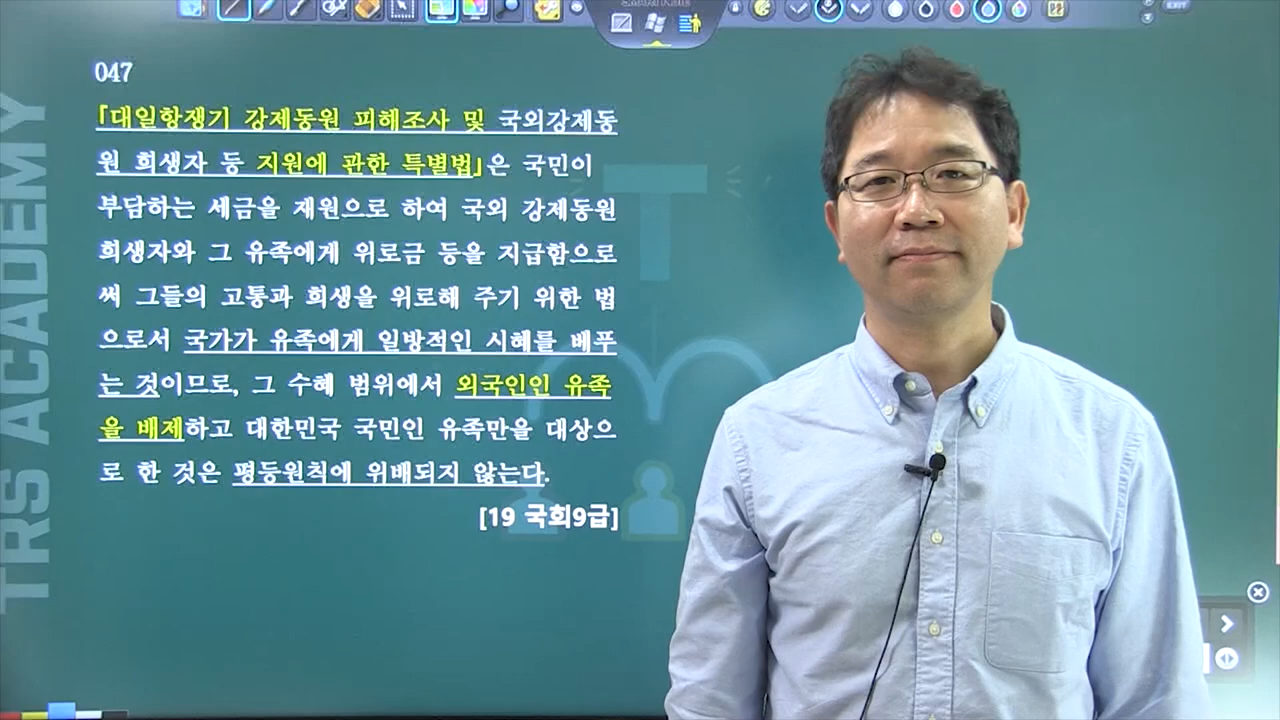 SMART NOTE
EXIT
047
「대일항쟁기 강제동원 피해조사 및 국외강제동
원 희생자 등 지원에 관한 특별법」은 국민이
부담하는 세금을 재원으로 하여 국외 강제동원
희생자와 그 유족에게 위로금 등을 지급함으로
써 그들의 고통과 희생을 위로해 주기 위한 법
으로서 국가가 유족에게 일방적인 시혜를 베푸
는 것이므로, 그 수혜 범위에서 외국인인 유족
을 배제하고 대한민국 국민인 유족만을 대상으
로 한 것은 평등원칙에 위배되지 않는다.
[19 국회9급]
TRS ACADEMY